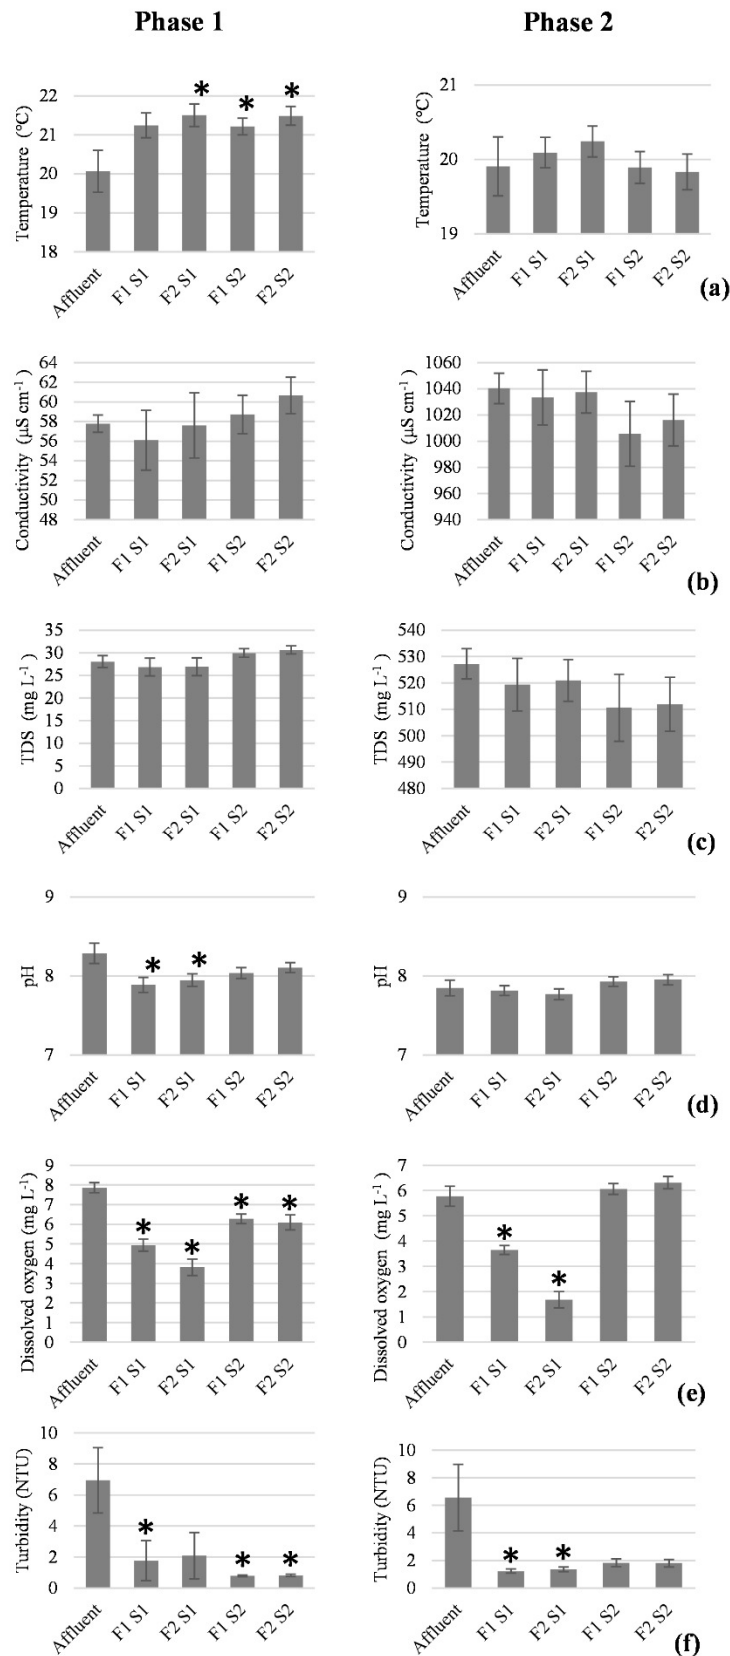 Phase 1
Phase 2
Temperature (°C)
22
21
20
19
18
*
*
*
Affluent
F1 S1
F2 S1
F1 S2
F2 S2
Temperature (°C)
21
20
19
Affluent
F1 S1
F2 S1
F1 S2
F2 S2
(a)
Conductivity (µS cm-1 )
64
62
60
58
56
54
52
50
48
Affluent
F1 S1
F2 S1
F1 S2
F2 S2
Conductivity (µS cm-1 )
1060
1040
1020
1000
980
960
940
Affluent
F1 S1
F2 S1
F1 S2
F2 S2
(b)
TDS (mg L-1 )
35
30
25
20
15
10
5
0
Affluent
F1 S1
F2 S1
F1 S2
F2 S2
TDS (mg L-1 )
540
530
520
510
500
490
480
Affluent
F1 S1
F2 S1
F1 S2
F2 S2
(c)
pH
9
8
7
*
*
Affluent
F1 S1
F2 S1
F1 S2
F2 S2
pH
9
8
7
Affluent
F1 S1
F2 S1
F1 S2
F2 S2
(d)
Dissolved oxygen (mg L-1 )
9
8
7
6
5
4
3
2
1
0
*
*
*
*
Affluent
F1 S1
F2 S1
F1 S2
F2 S2
Dissolved oxygen (mg L-1 )
7
6
5
4
3
2
1
0
*
*
Affluent
F1 S1
F2 S1
F1 S2
F2 S2
(e)
Turbidity (NTU)
10
8
6
4
2
0
*
*
*
Affluent
F1 S1
F2 S1
F1 S2
F2 S2
Turbidity (NTU)
10
8
6
4
2
0
*
*
Affluent
F1 S1
F2 S1
F1 S2
F2 S2
(f)